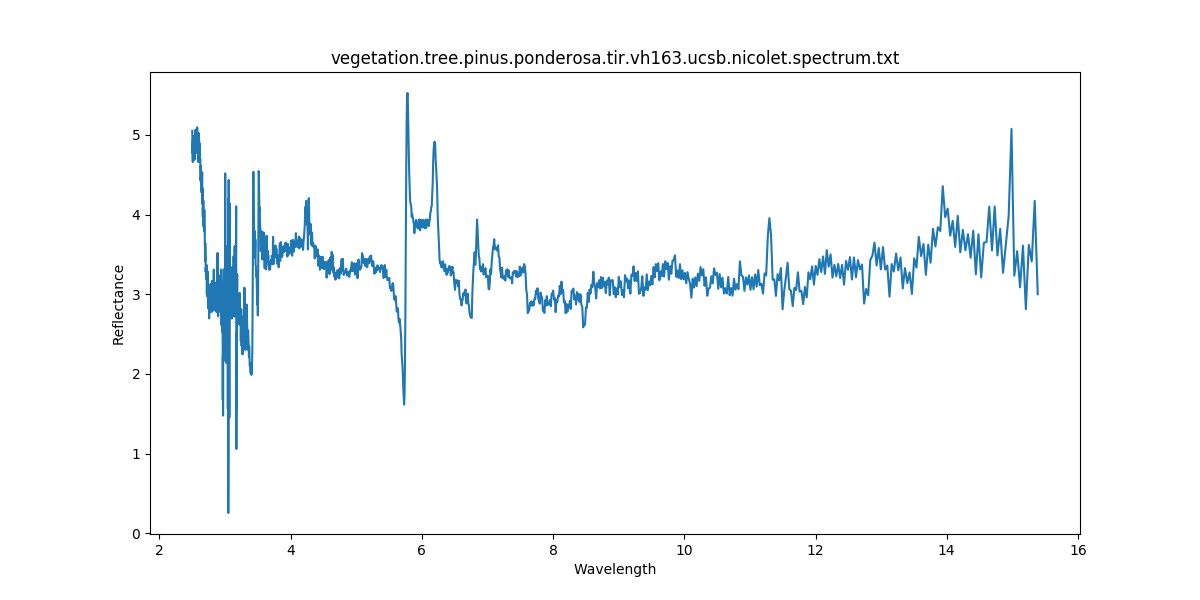 vegetation.tree.pinus.ponderosa.tir.vh163.ucsb.nicolet.spectrum.txt
5
4
3
2
1
0
Reflectance
2 4 6 8 10 12 14 16
Wavelength